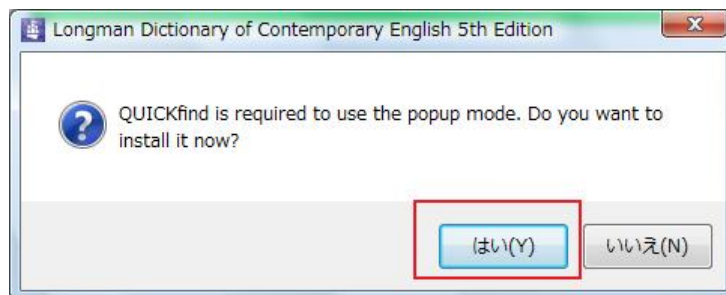 Longman Dictionary of Contemporary English 5th Edition
QUICKfind is required to use the popup mode. Do you want to
install it now?
はい(Y)
いいえ(N)